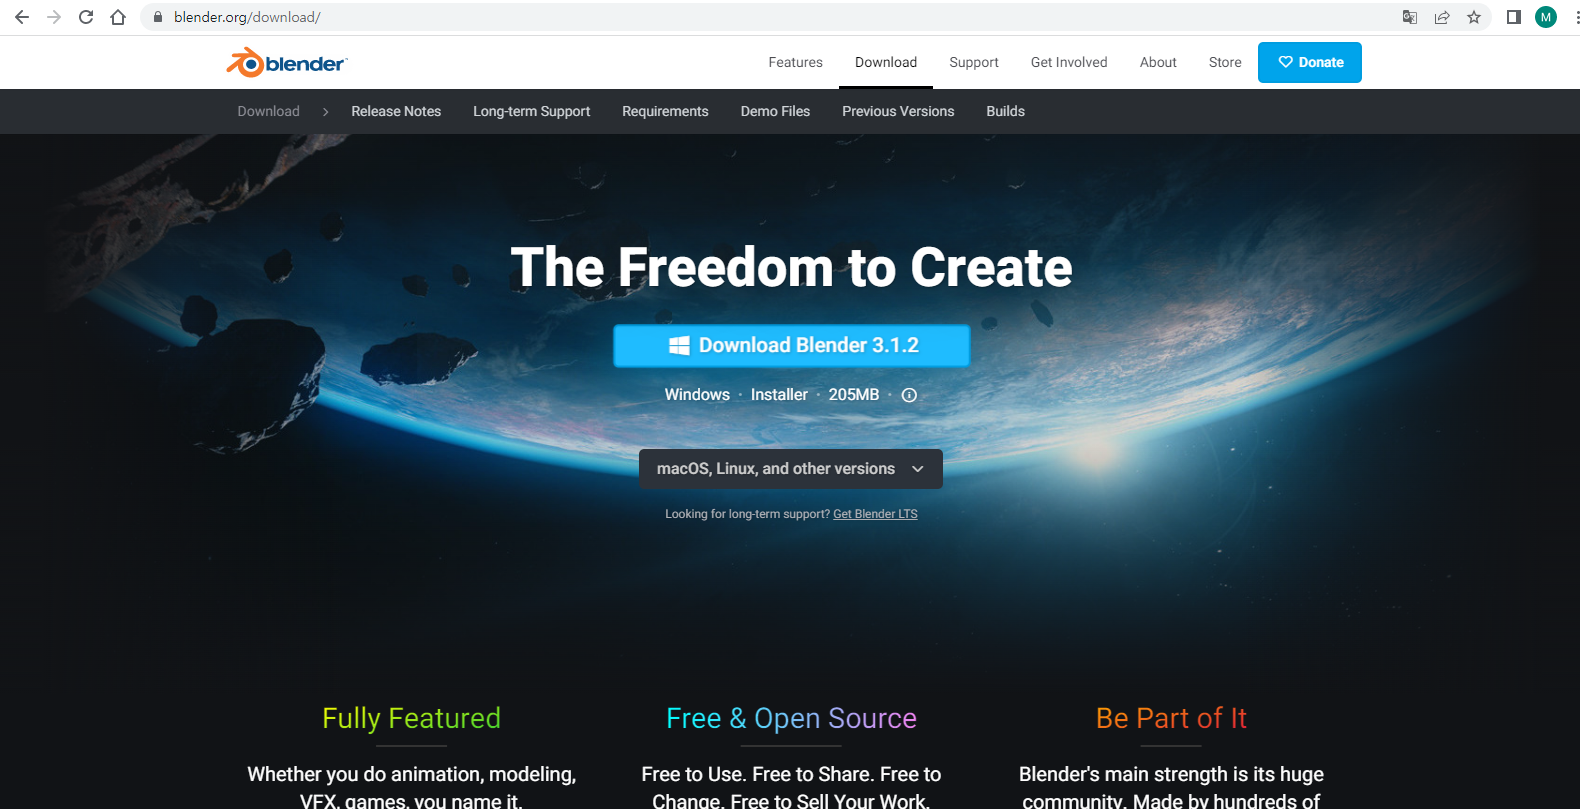 blender.org/download/
M
blender
Features Download Support Get Involved About Store Donate
Download > Release Notes Long-term Support Requirements Demo Files Previous Versions Builds
The Freedom to Create
Download Blender 3.1.2
Windows · Installer · 205MB ·
macOS, Linux, and other versions
Looking for long-term support? Get Blender LTS
Fully Featured
Whether you do animation, modeling,
VFX, games, you name it.
Free & Open Source
Free to Use. Free to Share. Free to
Change. Free to Sell Your Work.
Be Part of It
Blender's main strength is its huge
community. Made by hundreds of